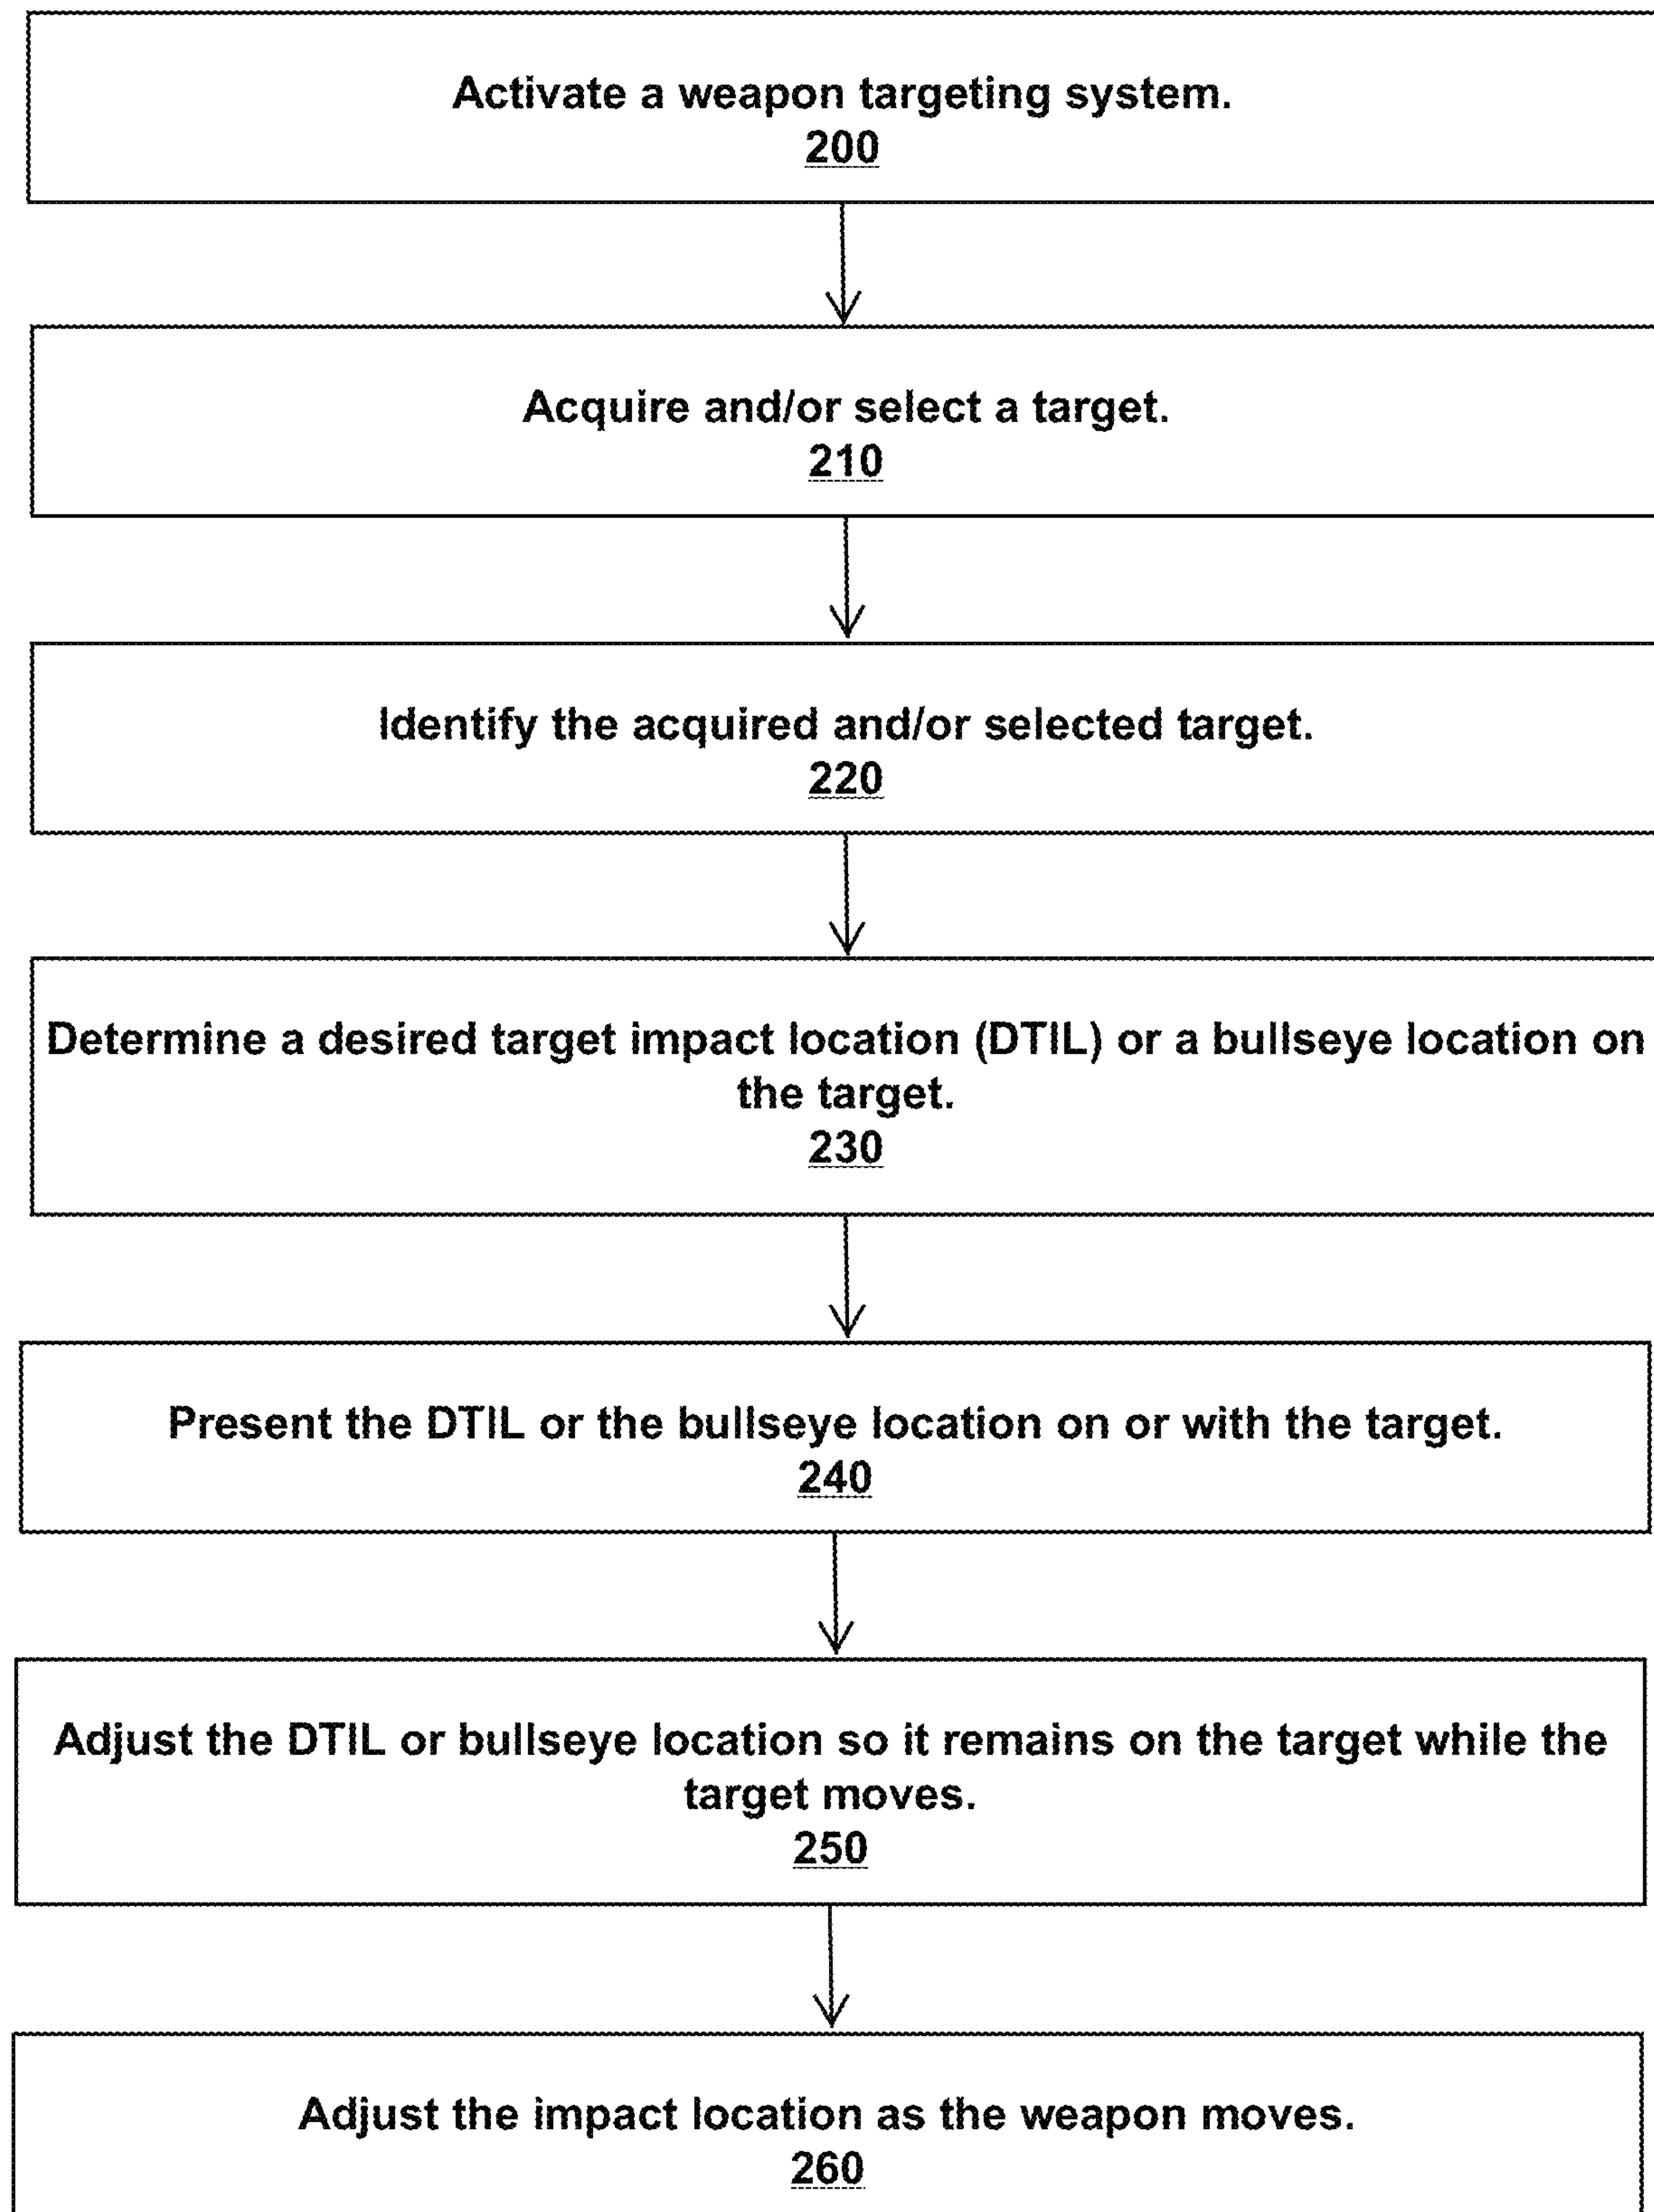 Activate a weapon targeting system.
200
Acquire and/or select a target.
210
Identify the acquired and/or selected target.
220
Determine a desired target impact location (DTIL) or a bullseye location on
the target.
230
Present the DTIL or the bullseye location on or with the target.
240
Adjust the DTIL or bullseye location so it remains on the target while the
target moves.
250
Adjust the impact location as the weapon moves.
260